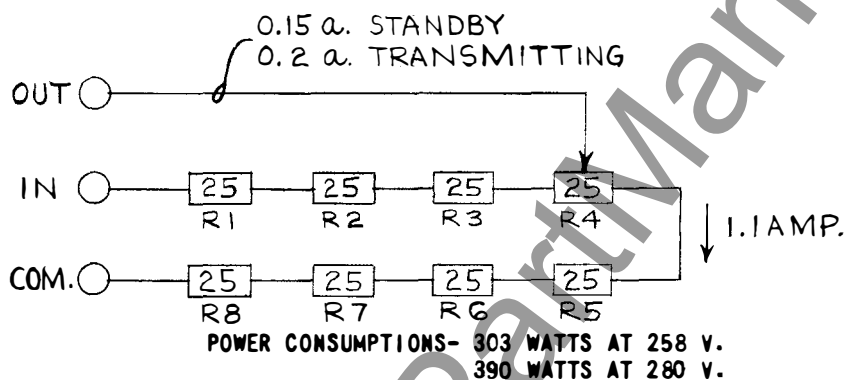 0.15 a. STANDBY
0.2 a. TRANSMITTING
OUT
IN 25 25 25 25
R1 R2 R3 R4
1.1 AMP.
COM. 25 25 25 25
R8 R7 R6 R5
POWER CONSUMPTIONS- 303 WATTS AT 258 V.
390 WATTS AT 280 V.